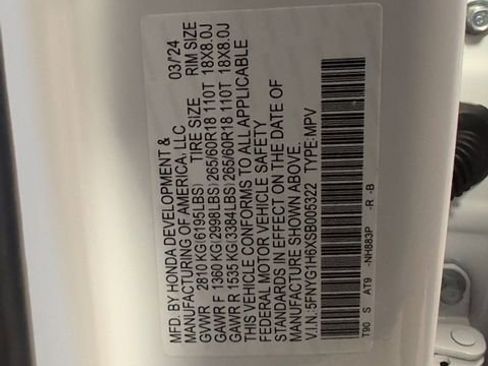 MFD. BY HONDA DEVELOPMENT &
MANUFACTURING OF AMERICA, LLC 03/24
TIRE SIZE RIM SIZE
GVWR 2810 KG(6195LBS)
GAWR F 1360 KG(2998LBS)265/60R18 110T 18X8.0J
GAWR R 1535 KG(3384LBS)265/60R18 110T 18X8.0J
THIS VEHICLE CONFORMS TO ALL APPLICABLE
FEDERAL MOTOR VEHICLE SAFETY
STANDARDS IN EFFECT ON THE DATE OF
MANUFACTURE SHOWN ABOVE.
V.I.N.:5FNYG1H6XSB005322 TYPE:MPV
T90 S AT9 -NH883P -R -B